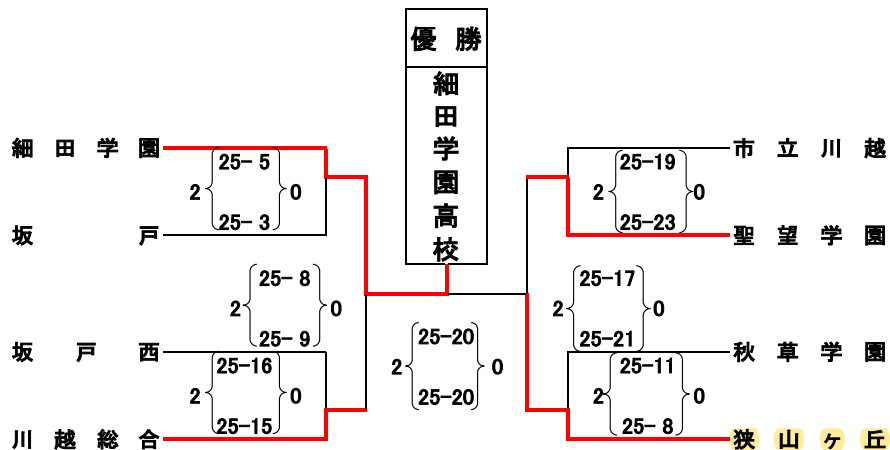 優勝
細田学園高校
細田学園
25- 5
2 0
25- 3
坂戸
25- 8
2 0
25- 9
坂戸西
25-16
2 0
25-15
川越総合
25-20
2 0
25-20
市立川越
25-19
2 0
25-23
聖望学園
25-17
2 0
25-21
秋草学園
25-11
2 0
25- 8
狭山ヶ丘